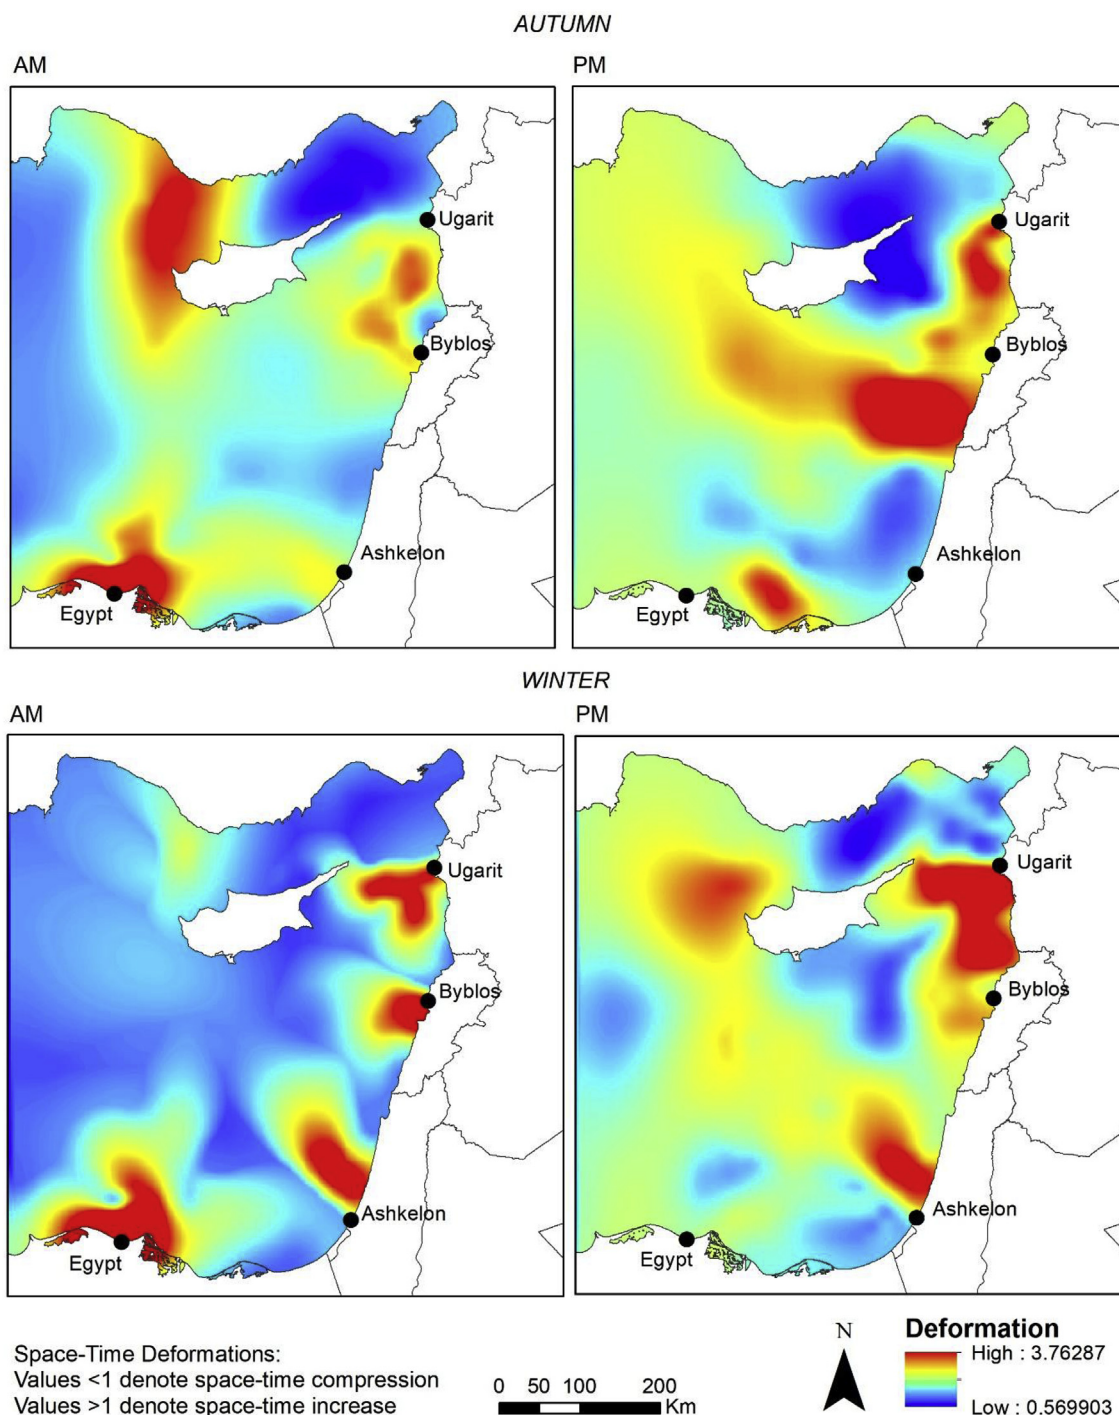 AUTUMN
AM
PM
Ugarit
Byblos
Ashkelon
Egypt
Ugarit
Byblos
Ashkelon
Egypt
WINTER
AM
PM
Ugarit
Byblos
Ashkelon
Egypt
Ugarit
Byblos
Ashkelon
Egypt
Space-Time Deformations:
Values <1 denote space-time compression
Values >1 denote space-time increase
0 50 100 200
Km
N
Deformation
High : 3.76287
Low : 0.569903